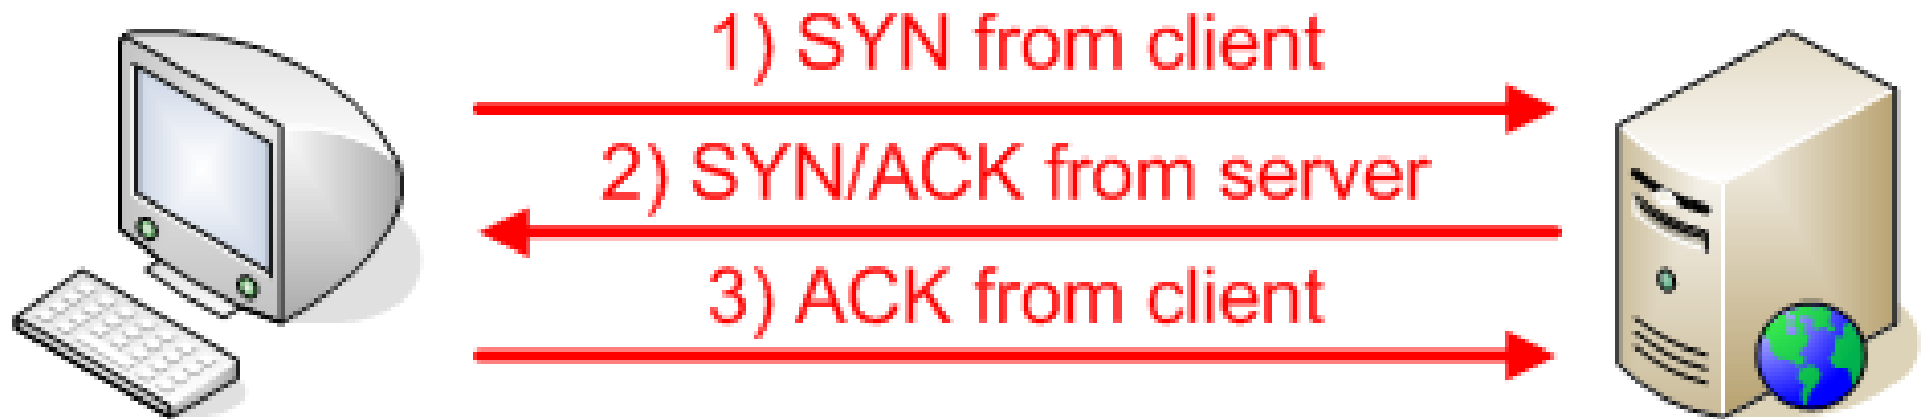 1) SYN from client
2) SYN/ACK from server
3) ACK from client